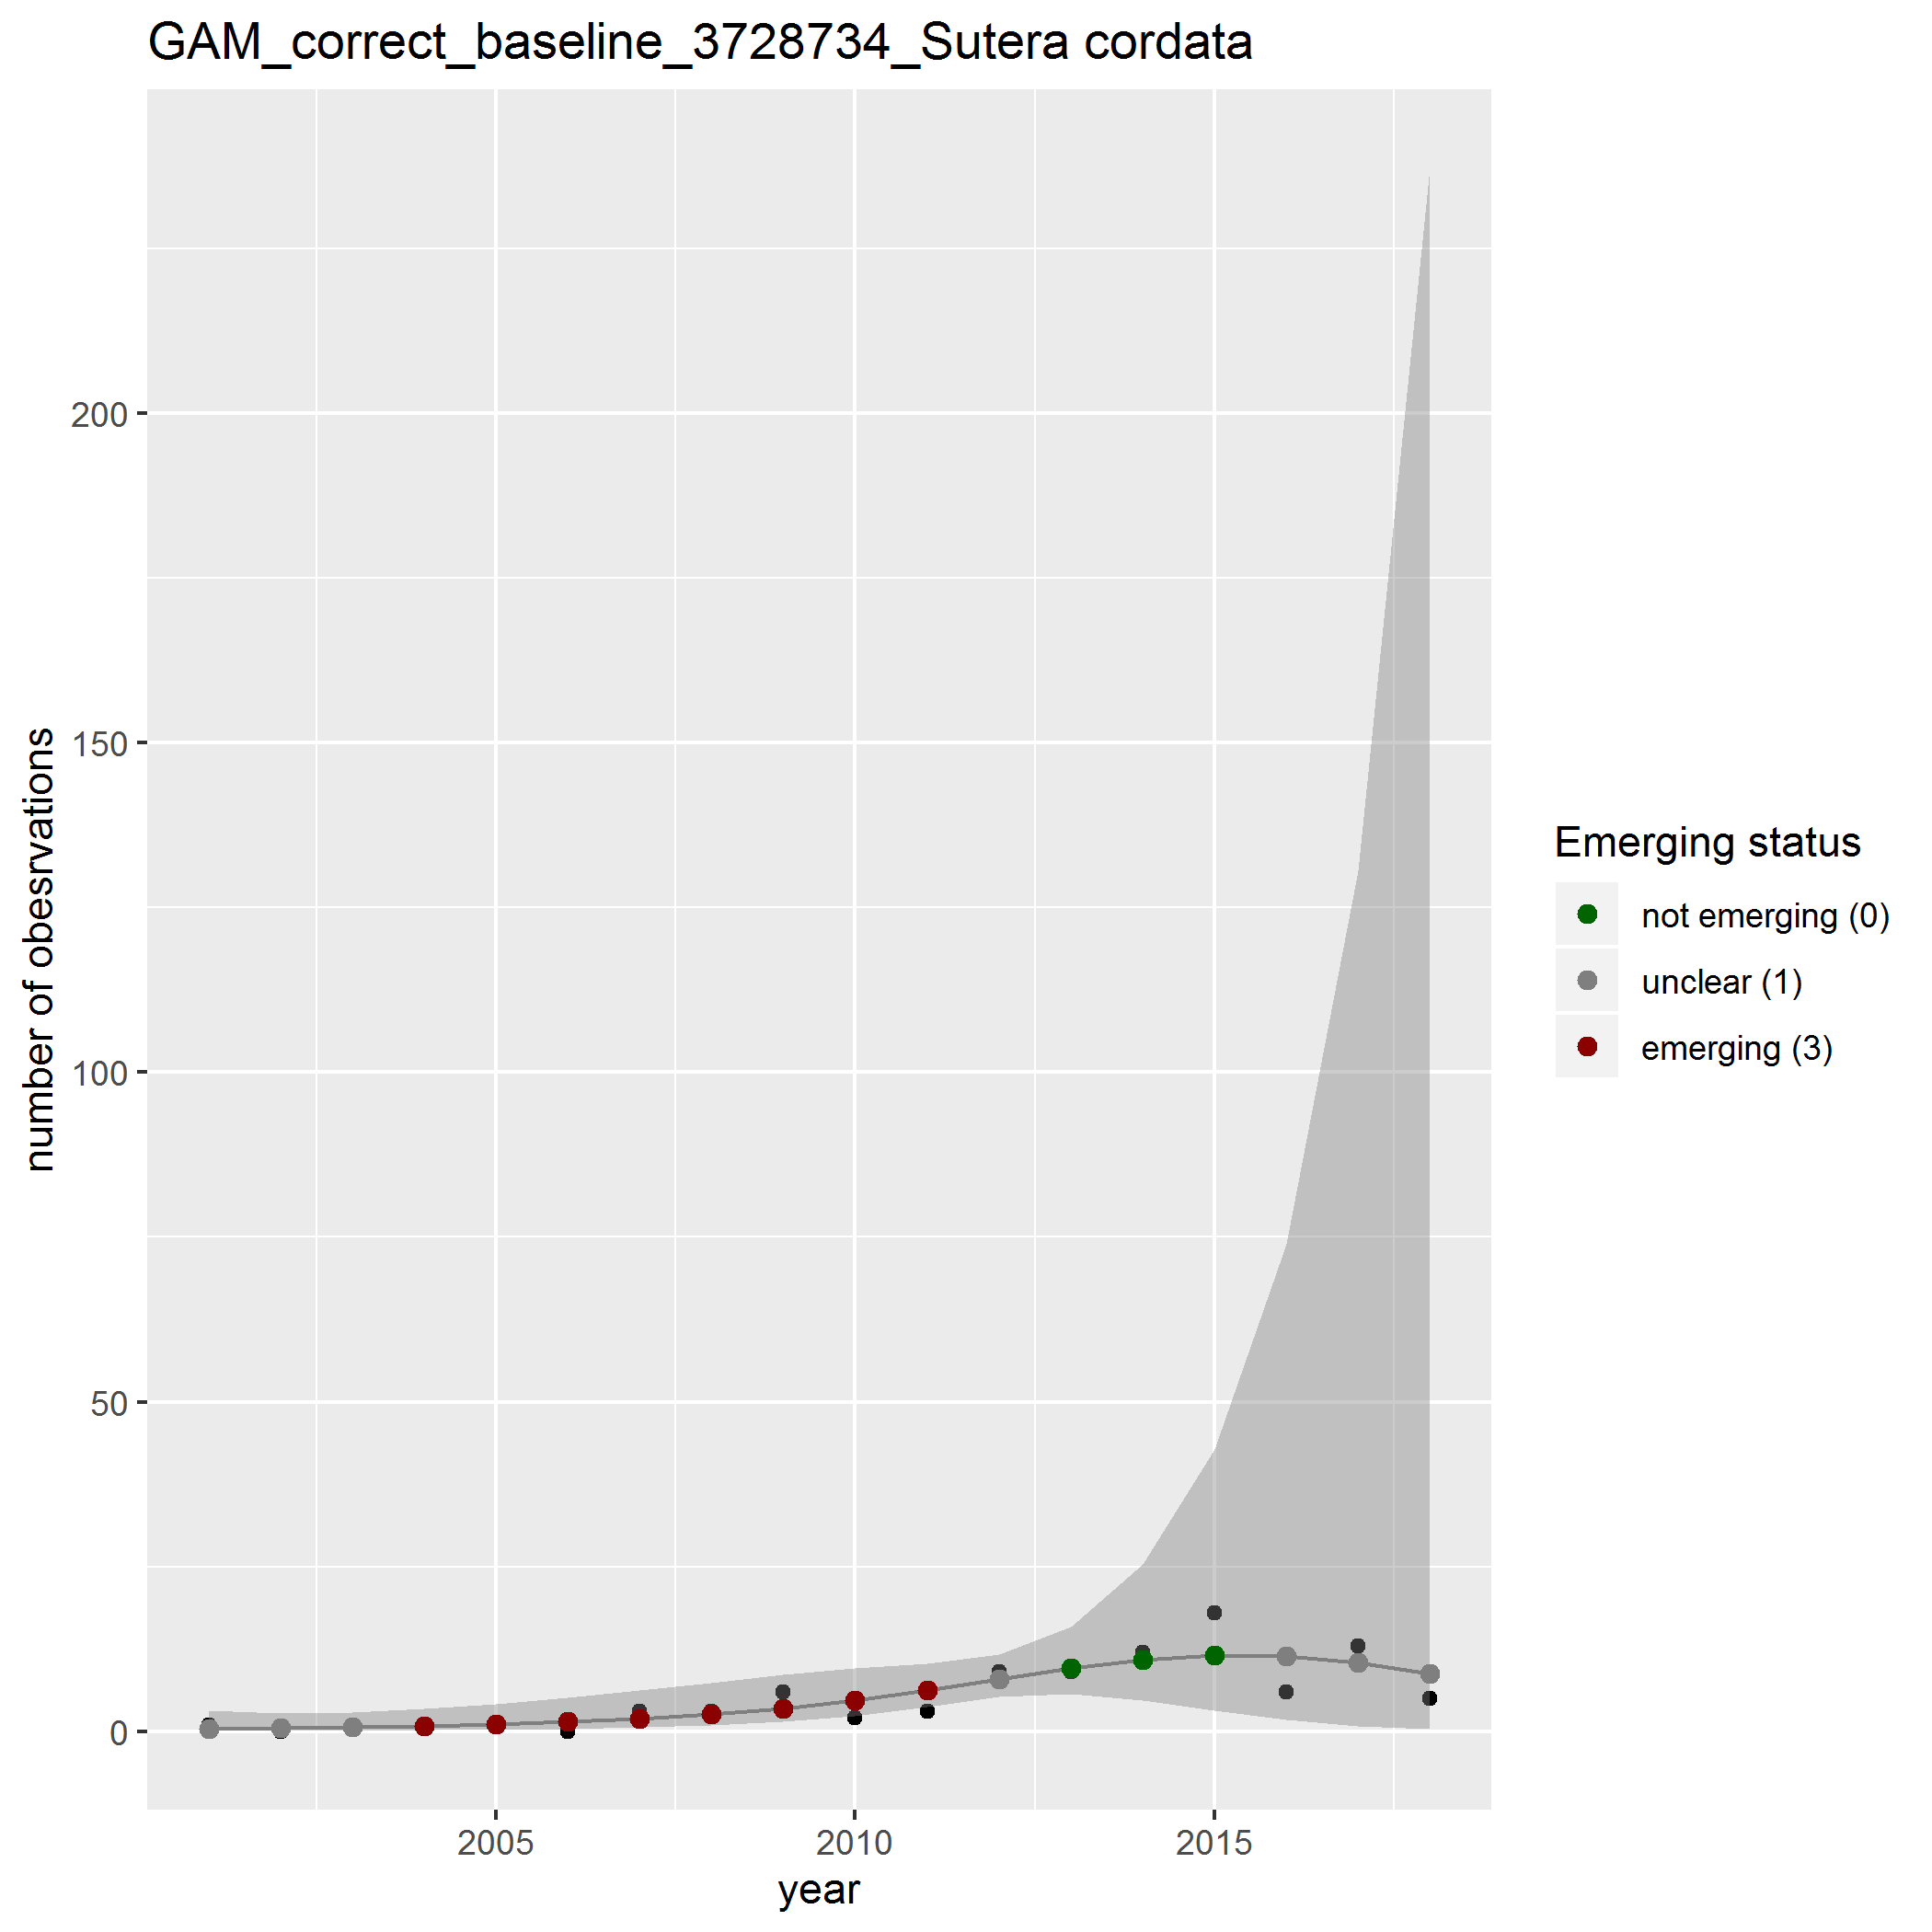 GAM_correct_baseline_3728734_Sutera cordata
number of obesrvations
200
150
100
50
0
2005
2010
2015
year
Emerging status
not emerging (0)
unclear (1)
emerging (3)